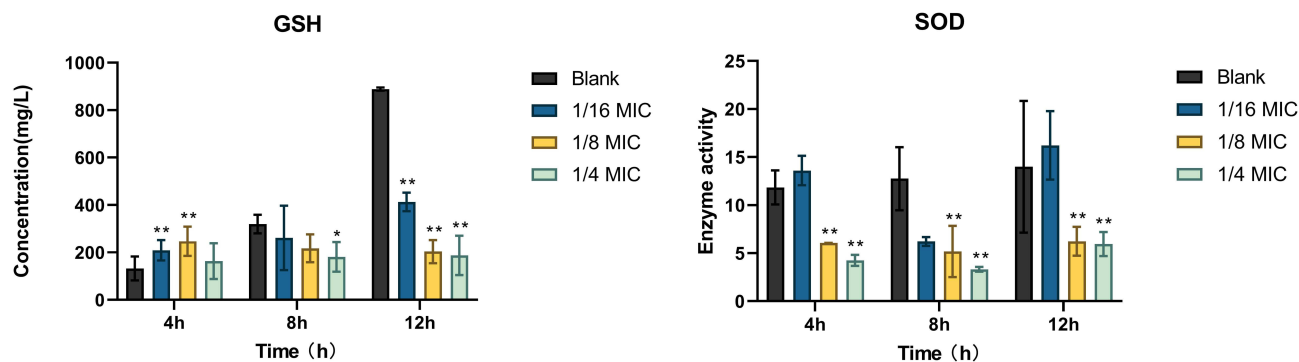 GSH
Concentration(mg/L)
1000
800
600
400
200
0
** ** * ** ** **
4h 8h 12h
Time（h）
Blank
1/16 MIC
1/8 MIC
1/4 MIC
SOD
Enzyme activity
25
20
15
10
5
0
** ** ** ** ** **
4h 8h 12h
Time（h）
Blank
1/16 MIC
1/8 MIC
1/4 MIC